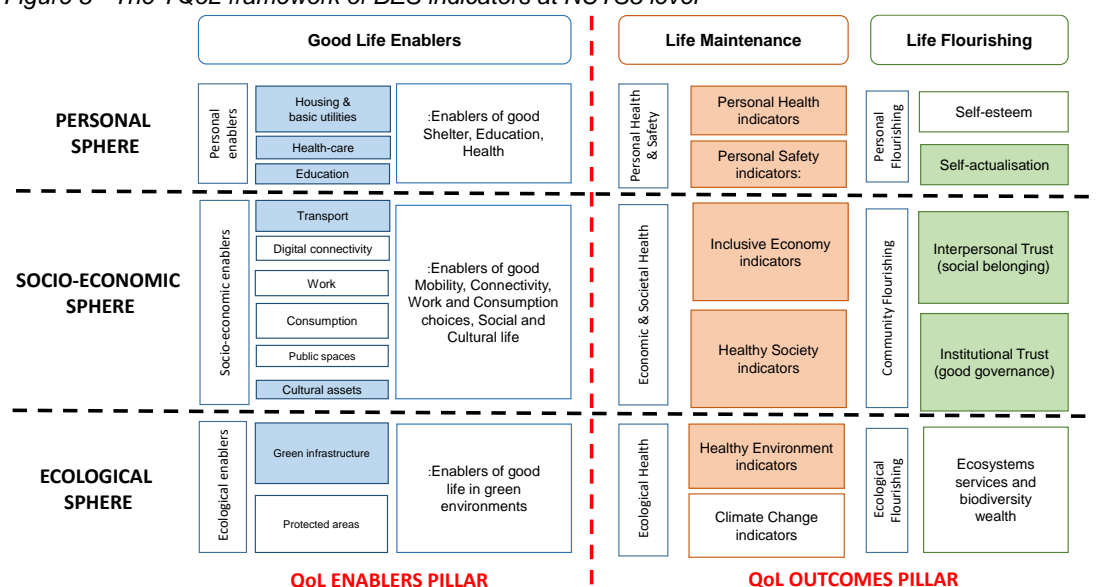 Figure - The TQoL framework of BES indicators at NUTS3 level
Good Life Enablers
Life Maintenance
Life Flourishing
PERSONAL
SPHERE
Personal
enablers
Housing &
basic utilities
Health-care
Education
:Enablers of good
Shelter, Education,
Health
Personal Health
& Safety
Personal Health
indicators
Personal Safety
indicators:
Personal
Flourishing
Self-esteem
Self-actualisation
SOCIO-ECONOMIC
SPHERE
Socio-economic enablers
Transport
Digital connectivity
Work
Consumption
Public spaces
Cultural assets
:Enablers of good
Mobility, Connectivity,
Work and Consumption
choices, Social and
Cultural life
Economic & Societal Health
Inclusive Economy
indicators
Healthy Society
indicators
Community Flourishing
Interpersonal Trust
(social belonging)
Institutional Trust
(good governance)
ECOLOGICAL
SPHERE
Ecological enablers
Green infrastructure
Protected areas
:Enablers of good
life in green
environments
Ecological Health
Healthy Environment
indicators
Climate Change
indicators
Ecological
Flourishing
Ecosystems
services and
biodiversity
wealth
QoL ENABLERS PILLAR
QoL OUTCOMES PILLAR